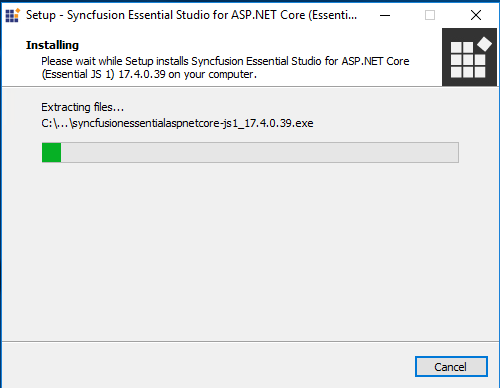 Setup - Syncfusion Essential Studio for ASP.NET Core (Essenti...
Installing
Please wait while Setup installs Syncfusion Essential Studio for ASP.NET Core
(Essential JS 1) 17.4.0.39 on your computer.
Extracting files...
C:\...\syncfusionessentialaspnetcore-js1_17.4.0.39.exe
Cancel